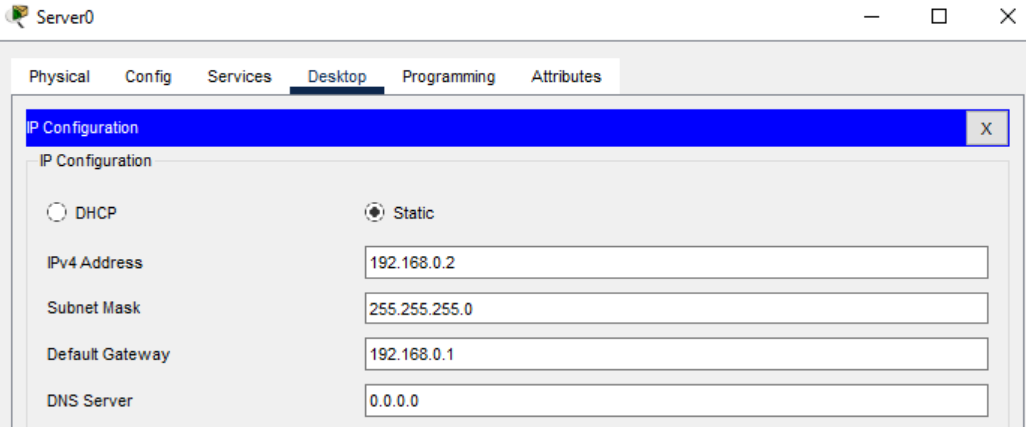 Server0
Physical Config Services Desktop Programming Attributes
IP Configuration X
IP Configuration
DHCP Static
IPv4 Address 192.168.0.2
Subnet Mask 255.255.255.0
Default Gateway 192.168.0.1
DNS Server 0.0.0.0